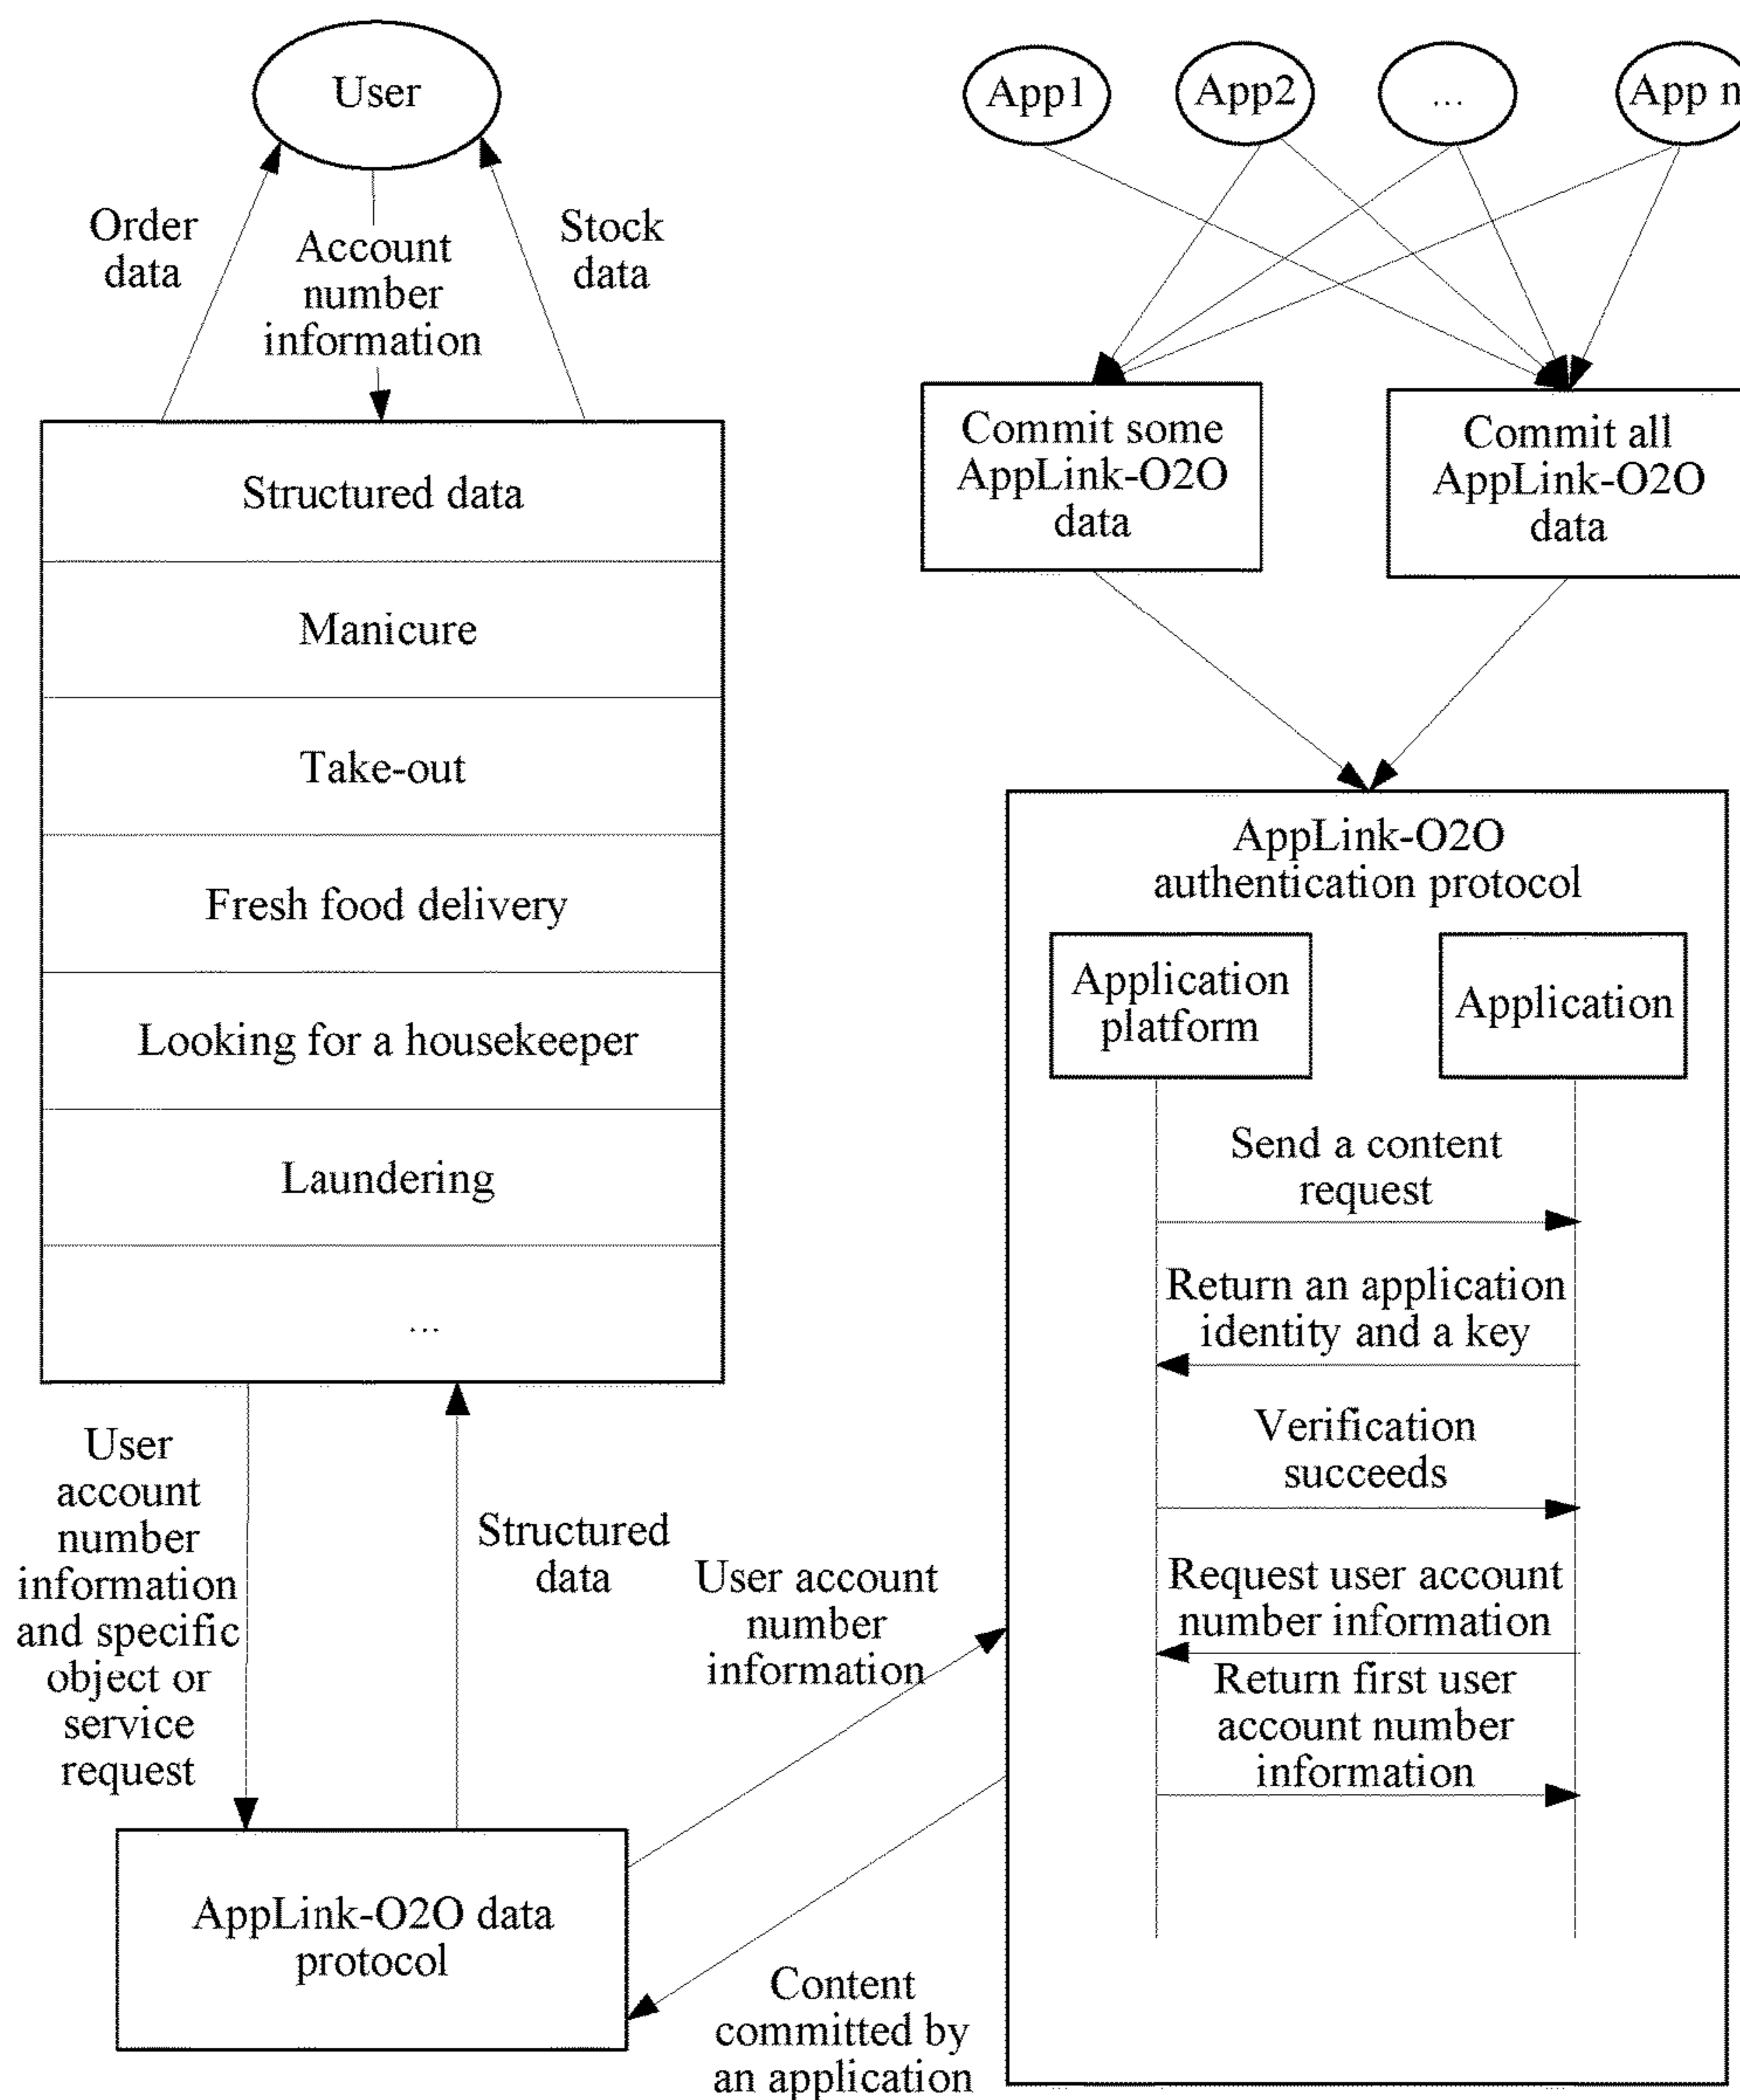 User
Order
data
Account
number
information
Stock
data
Structured data
Manicure
Take-out
Fresh food delivery
Looking for a housekeeper
Laundering
...
User
account
number
information
and specific
object or
service
request
Structured
data
AppLink-O2O data
protocol
User account
number
information
Content
committed by
an application
App1
App2
...
App n
Commit some
AppLink-O2O
data
Commit all
AppLink-O2O
data
AppLink-O2O
authentication protocol
Application
platform
Application
Send a content
request
Return an application
identity and a key
Verification
succeeds
Request user account
number information
Return first user
account number
information